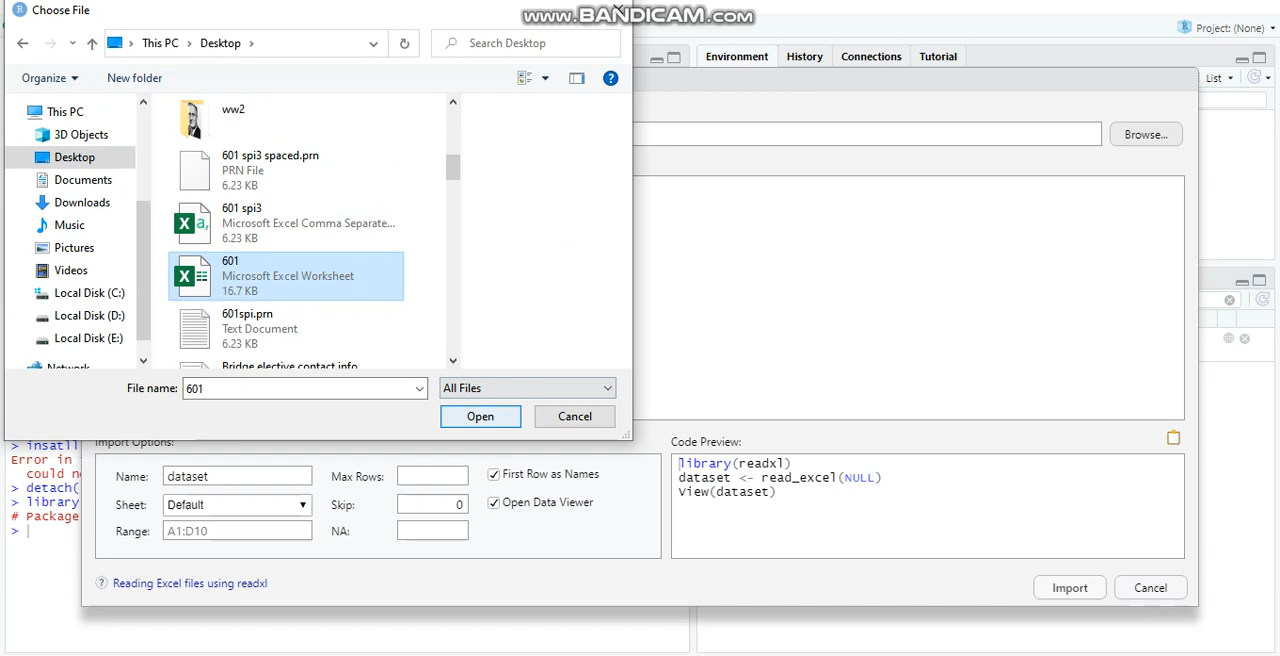 Choose File
www.BANDICAM.com
Project: (None)
This PC
Desktop
Search Desktop
Environment
History
Connections
Tutorial
Organize
New folder
List
This PC
3D Objects
Desktop
Documents
Downloads
Music
Pictures
Videos
Local Disk (C:)
Local Disk (D:)
Local Disk (E:)
ww2
601 spi3 spaced.prn
PRN File
6.23 KB
601 spi3
Microsoft Excel Comma Separate...
6.23 KB
601
Microsoft Excel Worksheet
16.7 KB
601spi.prn
Text Document
6.23 KB
Bridge elective contact info
Browse...
File name:
601
All Files
Open
Cancel
> insatll
Error in
could n
> detach(
> library
# Package
>
Import Options:
Name:
dataset
Max Rows:
First Row as Names
Sheet:
Default
Skip:
0
Open Data Viewer
Range:
A1:D10
NA:
Code Preview:
library(readxl)
dataset <- read_excel(NULL)
View(dataset)
? Reading Excel files using readxl
Import
Cancel